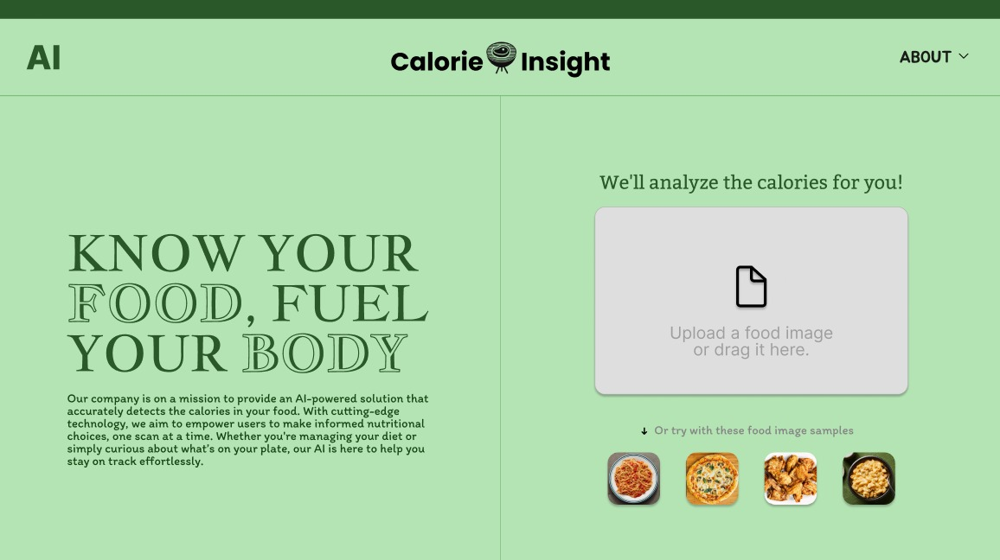 AI
Calorie Insight
ABOUT
KNOW YOUR
FOOD, FUEL
YOUR BODY
Our company is on a mission to provide an AI-powered solution that
accurately detects the calories in your food. With cutting-edge
technology, we aim to empower users to make informed nutritional
choices, one scan at a time. Whether you're managing your diet or
simply curious about what's on your plate, our AI is here to help you
stay on track effortlessly.
We'll analyze the calories for you!
Upload a food image
or drag it here.
Or try with these food image samples